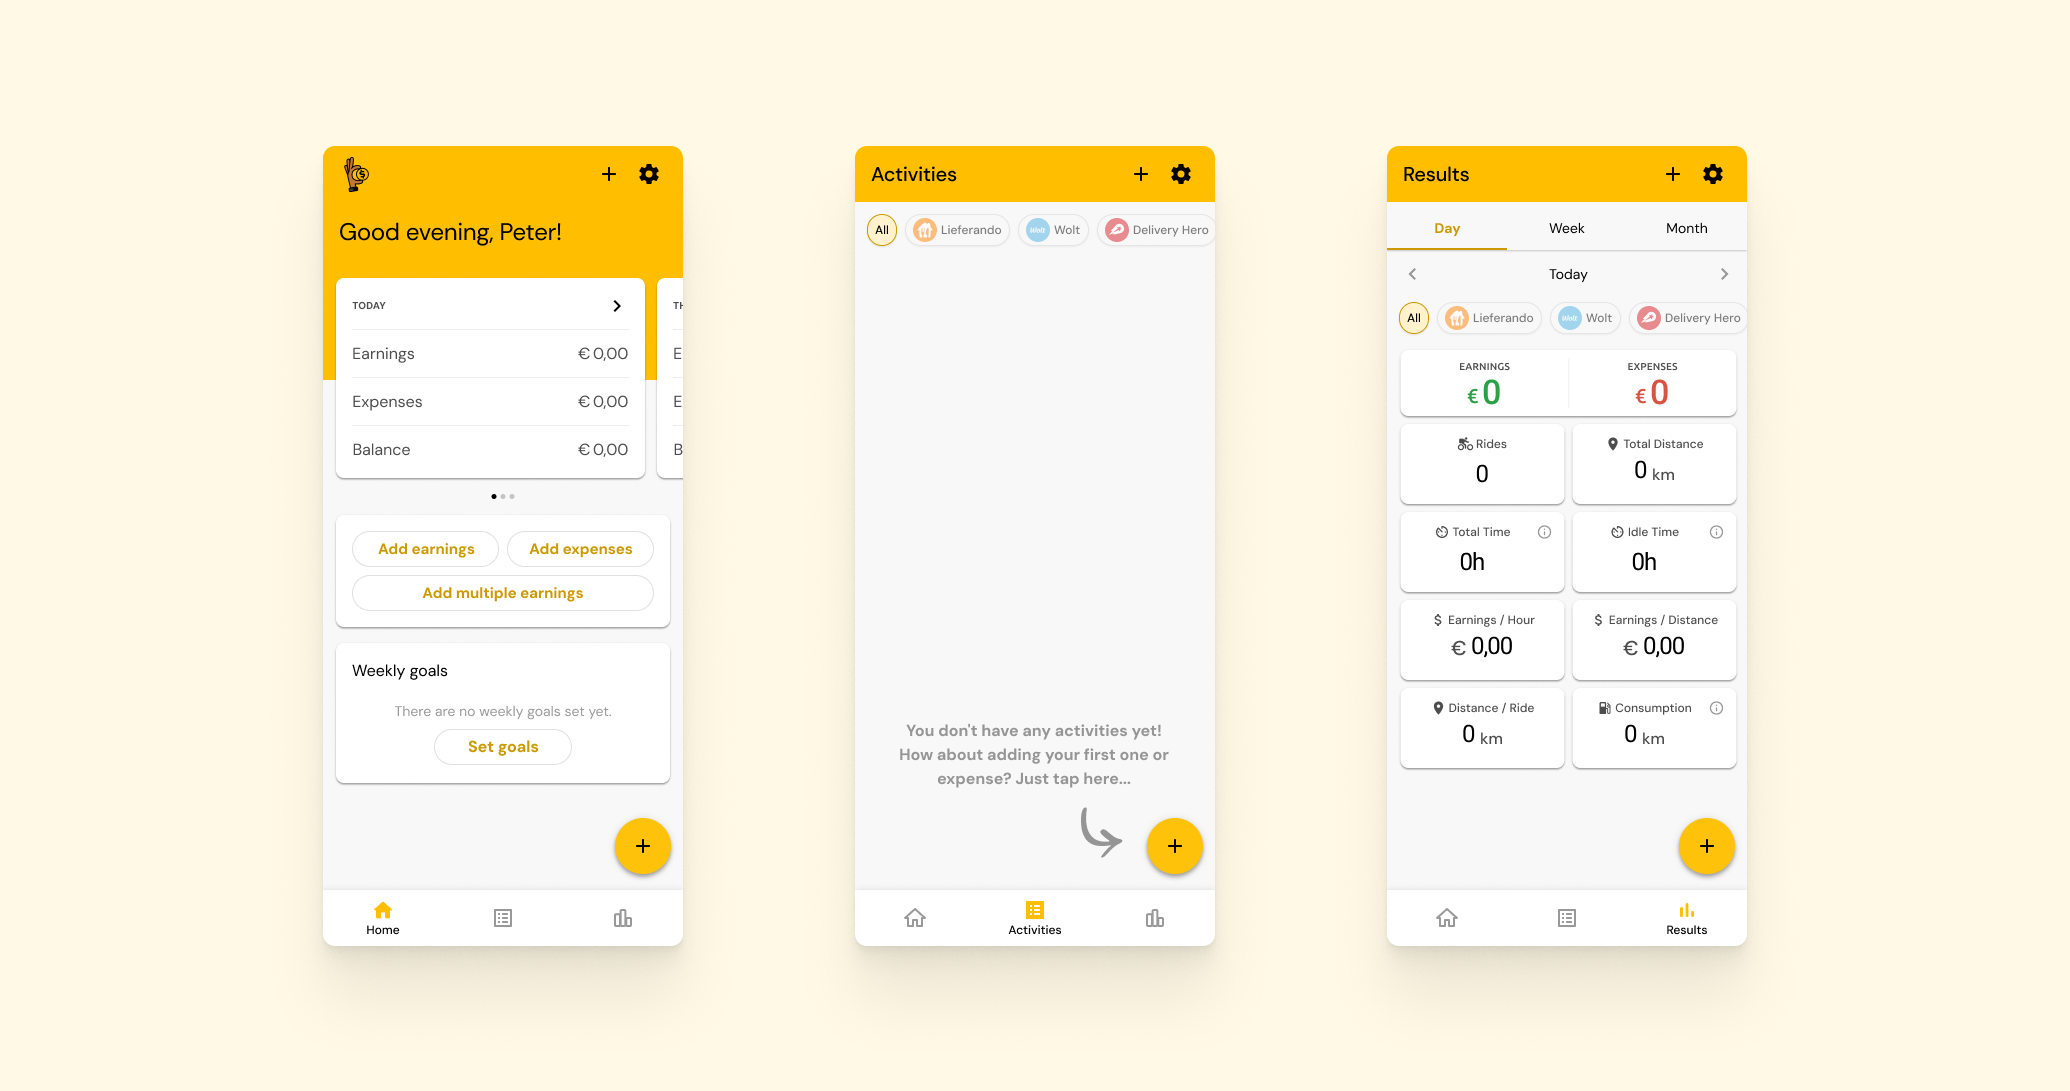 Good evening, Peter!
TODAY
Earnings € 0,00
Expenses € 0,00
Balance € 0,00
TH
E
E
B
Add earnings Add expenses
Add multiple earnings
Weekly goals
There are no weekly goals set yet.
Set goals
Home
Activities
All Lieferando Wolt Wolt Delivery Hero
You don't have any activities yet!
How about adding your first one or
expense? Just tap here...
Activities
Results
Day Week Month
Today
All Lieferando Wolt Wolt Delivery Hero
EARNINGS EXPENSES
€ 0 € 0
Rides Total Distance
0 0 km
Total Time Idle Time
0h 0h
$ Earnings / Hour $ Earnings / Distance
€ 0,00 € 0,00
Distance / Ride Consumption
0 km 0 km
Results